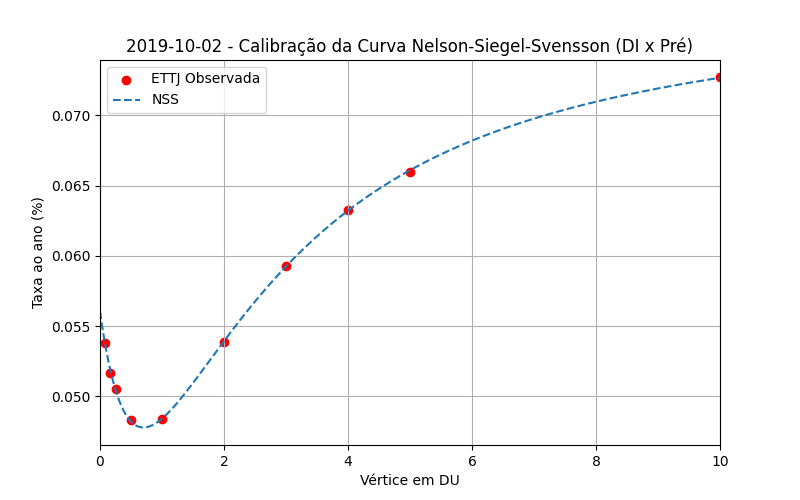 2019-10-02 - Calibração da Curva Nelson-Siegel-Svensson (DI x Pré)
ETTJ Observada
NSS
Taxa ao ano (%)
0.070
0.065
0.060
0.055
0.050
0 2 4 6 8 10
Vértice em DU